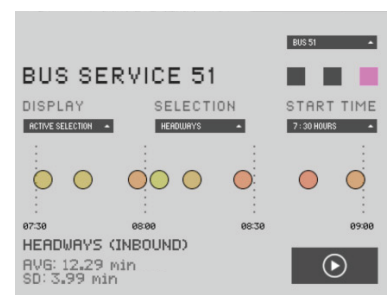 BUS 51
BUS SERVICE 51
DISPLAY SELECTION START TIME
ACTIVE SELECTION HEADWAYS 7:30 HOURS
07:30 08:00 08:30 09:00
HEADWAYS (INBOUND)
AVG: 12.29 min
SD: 3.99 min